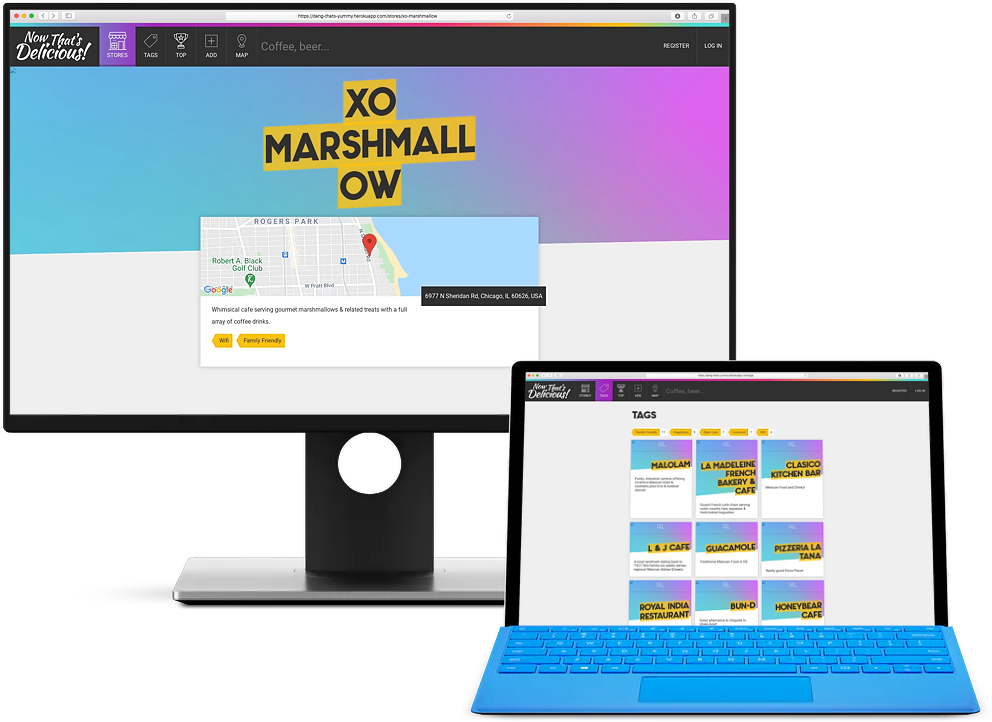 https://dang-thats-yummy.herokuapp.com/stores/xo-marshmallow
Now That's
Delicious!
STORES
TAGS
TOP
ADD
MAP
Coffee, beer...
REGISTER
LOG IN
XO
MARSHMALL
OW
ROGERS PARK
Robert A. Black
Golf Club
W Pratt Blvd
Google
6977 N Sheridan Rd, Chicago, IL 60626, USA
Whimsical cafe serving gourmet marshmallows & related treats with a full
array of coffee drinks.
Wifi
Family Friendly
Now That's
Delicious!
STORES
TAGS
TOP
ADD
MAP
Coffee, beer...
REGISTER
LOG IN
TAGS
Family Friendly
MALOLAM
LA MADELEINE
FRENCH
BAKERY &
CAFE
CLASICO
KITCHEN BAR
Mexican Food and Drinks!
L & J CAFE
GUACAMOLE
Traditional Mexican Food in GB.
PIZZERIA LA
TANA
Really good Pizza Place!
ROYAL INDIA
RESTAURANT
BUN-D
HONEYBEAR
CAFE